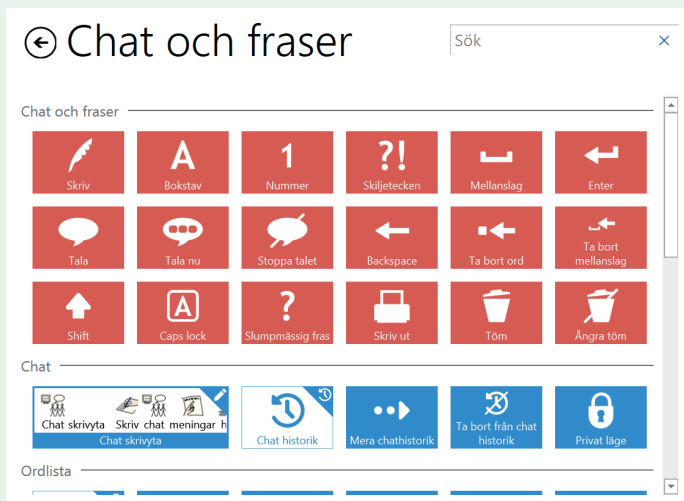 Chat och fraser
Sök
Chat och fraser
Skriv
Bokstav
Nummer
Skiljetecken
Mellanslag
Enter
Tala
Tala nu
Stoppa talet
Backspace
Ta bort ord
Ta bort
mellanslag
Shift
Caps lock
Slumpmässig fras
Skriv ut
Töm
Ångra töm
Chat
Chat skrivyta Skriv chat meningar h
Chat skrivyta
Chat historik
Mera chathistorik
Ta bort från chat
historik
Privat läge
Ordlista